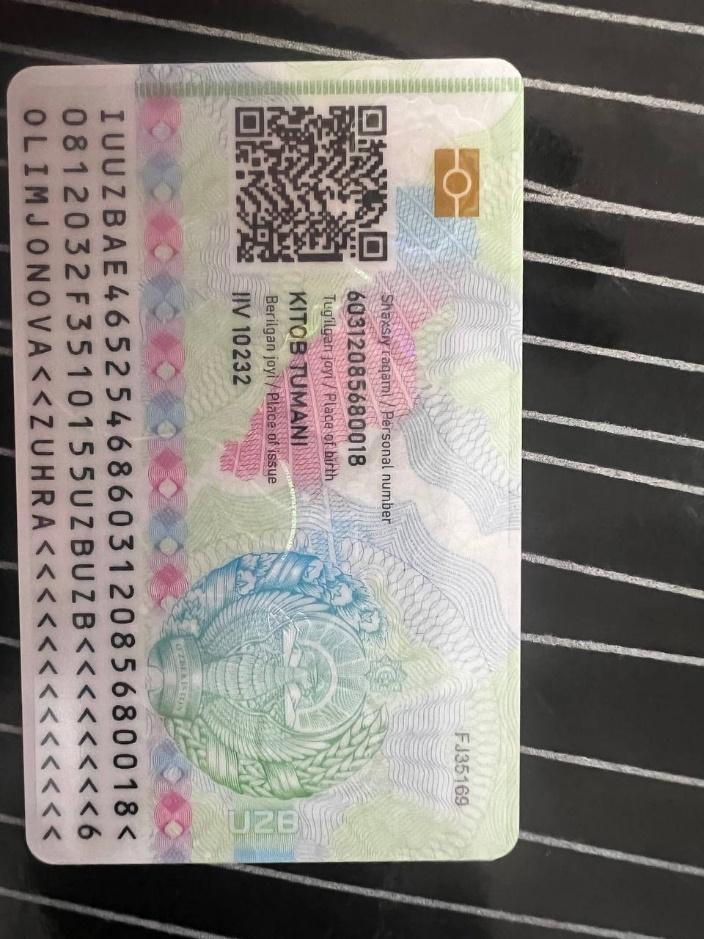 FJ35169
Shaxsiy raqami / Personal number
60312085680018
Tug'ilgan joyi / Place of birth
KITOB TUMANI
Berilgan joyi / Place of issue
IIV 10232
UZB
IUUZBAE4652546860312085680018<
0812032F3510155UZBUZB<<<<<<<<6
OLIMJONOVA<<ZUHRA<<<<<<<<<<<<<